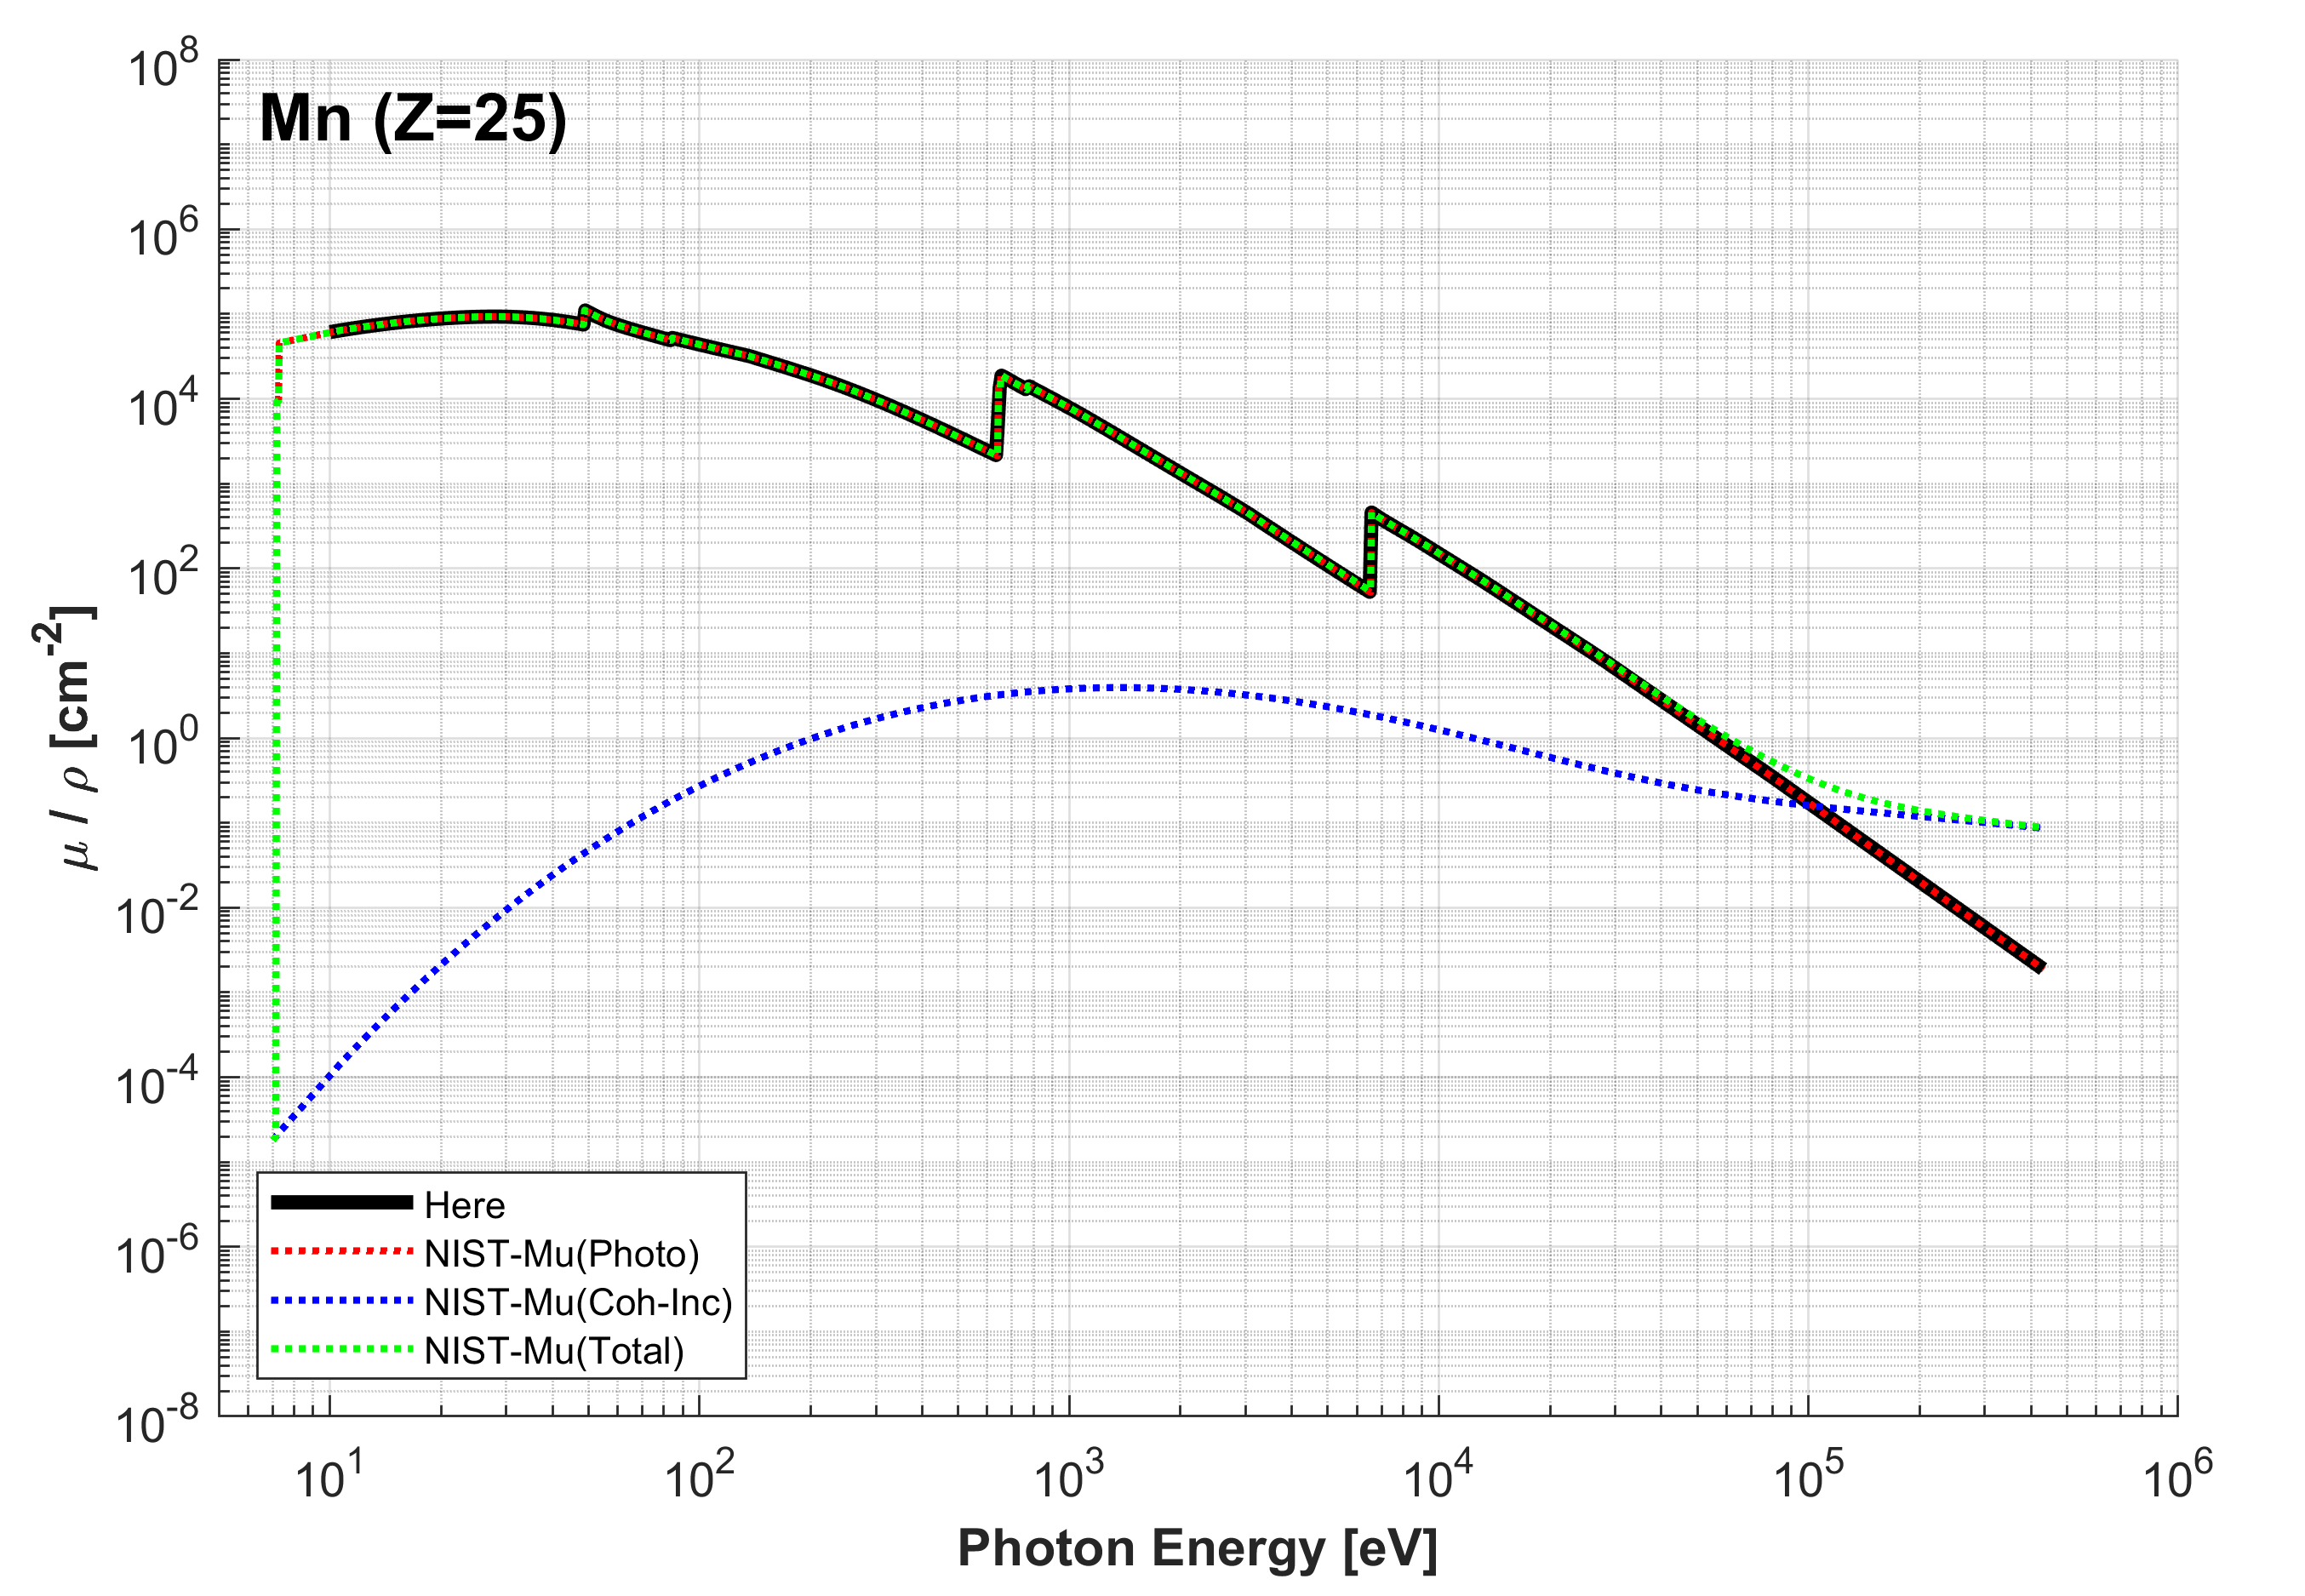 Mn (Z=25)
10^8
10^6
10^4
10^2
10^0
10^-2
10^-4
10^-6
10^-8
μ / ρ [cm^-2]
Here
NIST-Mu(Photo)
NIST-Mu(Coh-Inc)
NIST-Mu(Total)
10^1 10^2 10^3 10^4 10^5 10^6
Photon Energy [eV]